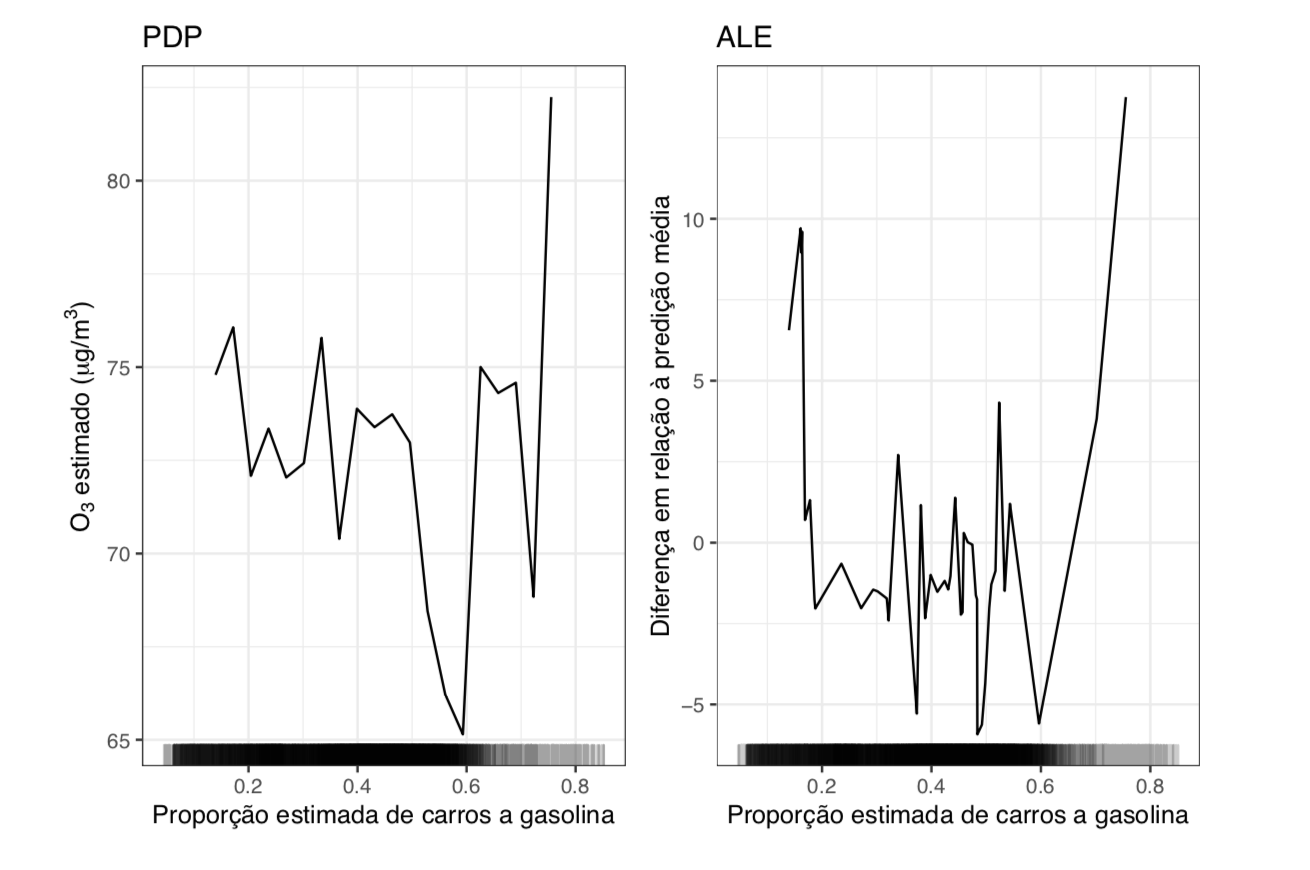 PDP
O₃ estimado (μg/m³)
80
75
70
65
0.2 0.4 0.6 0.8
Proporção estimada de carros a gasolina
ALE
Diferença em relação à predição média
10
5
0
−5
0.2 0.4 0.6 0.8
Proporção estimada de carros a gasolina